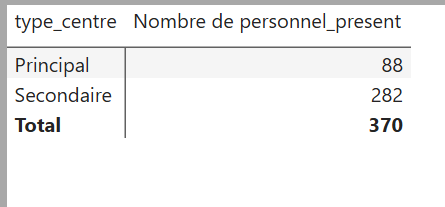 type_centre Nombre de personnel_present
Principal 88
Secondaire 282
Total 370